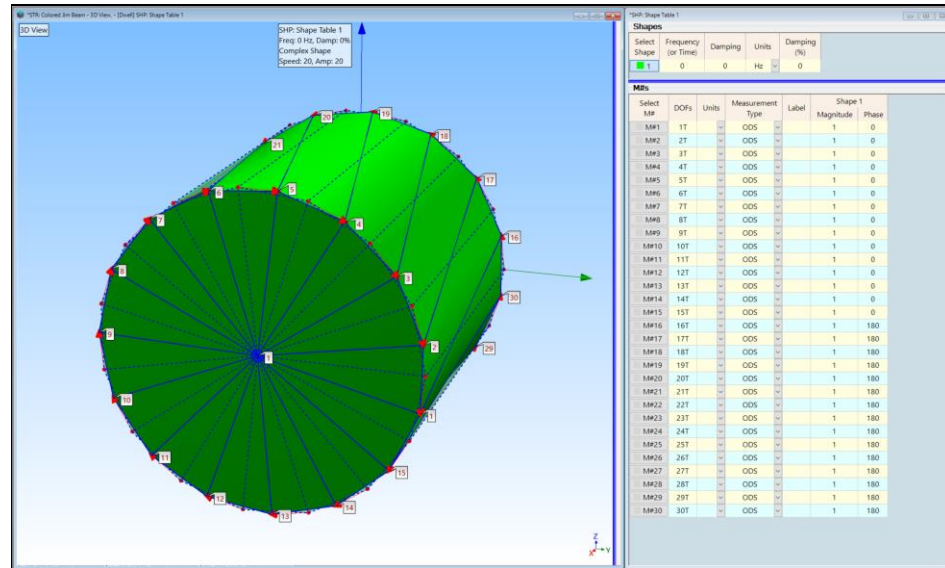 *STR: Colored Jim Beam - 3D View, - [Dwell] SHP: Shape Table 1
3D View
SHP: Shape Table 1
Freq: 0 Hz, Damp: 0%
Complex Shape
Speed: 20, Amp: 20
20
19
21
18
17
6
5
7
4
16
8
3
30
9
2
29
1
10
1
11
15
12
14
13
Z
X
Y
*SHP: Shape Table 1
Shapes
Select Shape Frequency (or Time) Damping Units Damping (%)
1 0 0 Hz 0
M#s
Select M# DOFs Units Measurement Type Label Shape 1
Magnitude Phase
M#1 1T ODS 1 0
M#2 2T ODS 1 0
M#3 3T ODS 1 0
M#4 4T ODS 1 0
M#5 5T ODS 1 0
M#6 6T ODS 1 0
M#7 7T ODS 1 0
M#8 8T ODS 1 0
M#9 9T ODS 1 0
M#10 10T ODS 1 0
M#11 11T ODS 1 0
M#12 12T ODS 1 0
M#13 13T ODS 1 0
M#14 14T ODS 1 0
M#15 15T ODS 1 0
M#16 16T ODS 1 180
M#17 17T ODS 1 180
M#18 18T ODS 1 180
M#19 19T ODS 1 180
M#20 20T ODS 1 180
M#21 21T ODS 1 180
M#22 22T ODS 1 180
M#23 23T ODS 1 180
M#24 24T ODS 1 180
M#25 25T ODS 1 180
M#26 26T ODS 1 180
M#27 27T ODS 1 180
M#28 28T ODS 1 180
M#29 29T ODS 1 180
M#30 30T ODS 1 180